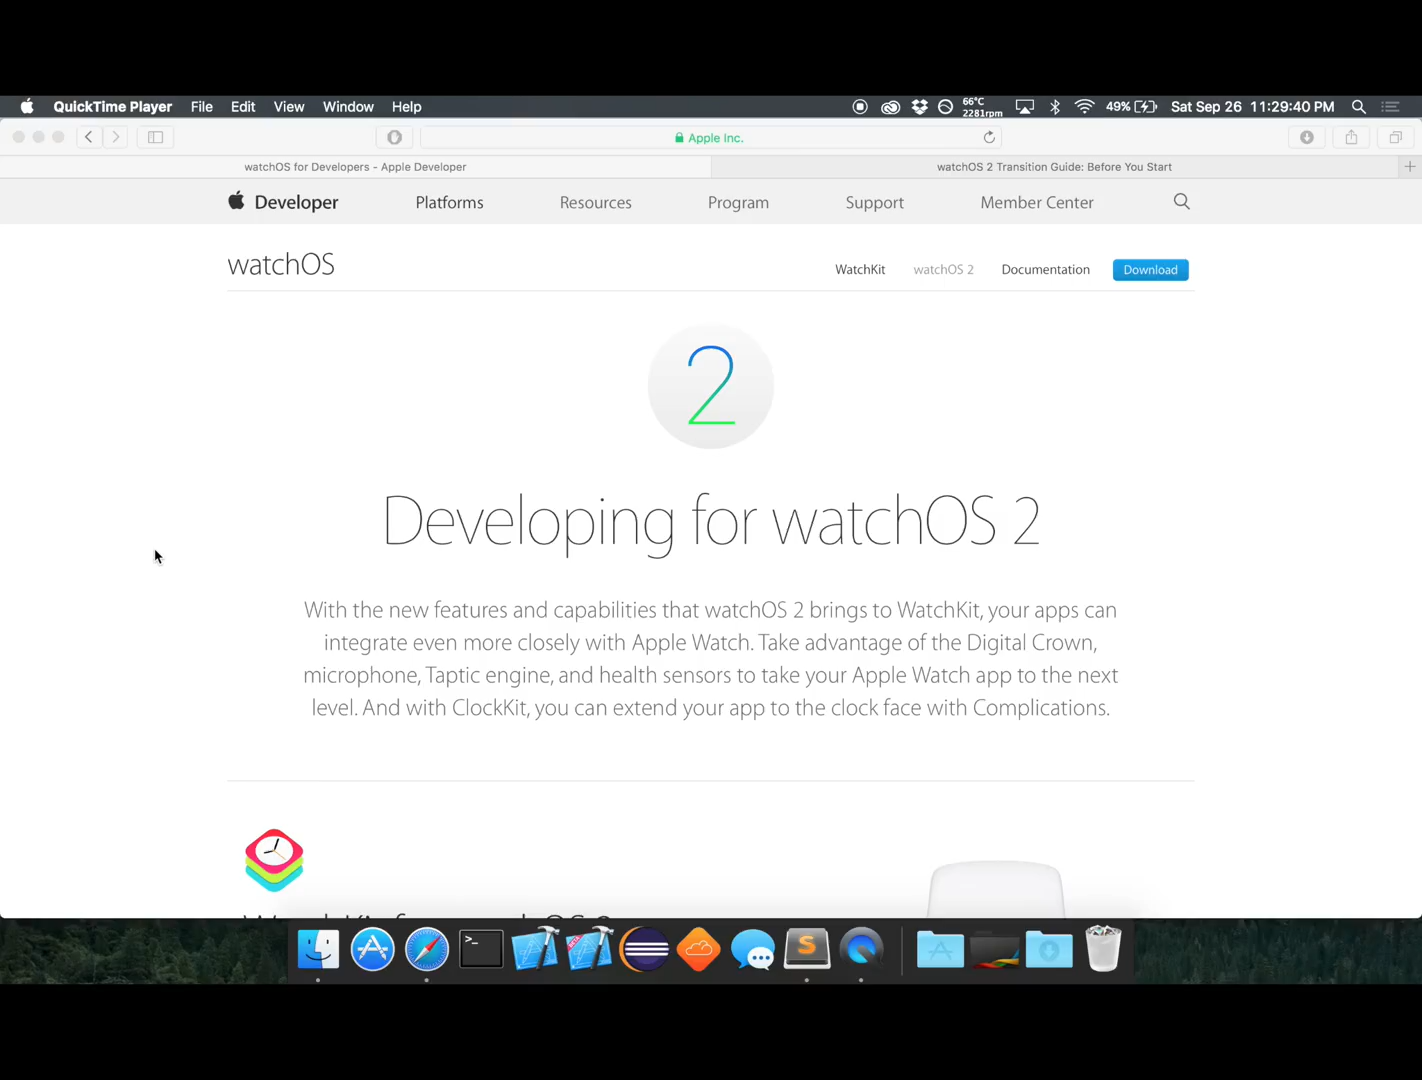 QuickTime Player File Edit View Window Help 66°C 2281rpm 49% Sat Sep 26 11:29:40 PM
Apple Inc.
watchOS for Developers - Apple Developer watchOS 2 Transition Guide: Before You Start
Developer Platforms Resources Program Support Member Center
watchOS WatchKit watchOS 2 Documentation Download
2
Developing for watchOS 2
With the new features and capabilities that watchOS 2 brings to WatchKit, your apps can
integrate even more closely with Apple Watch. Take advantage of the Digital Crown,
microphone, Taptic engine, and health sensors to take your Apple Watch app to the next
level. And with ClockKit, you can extend your app to the clock face with Complications.